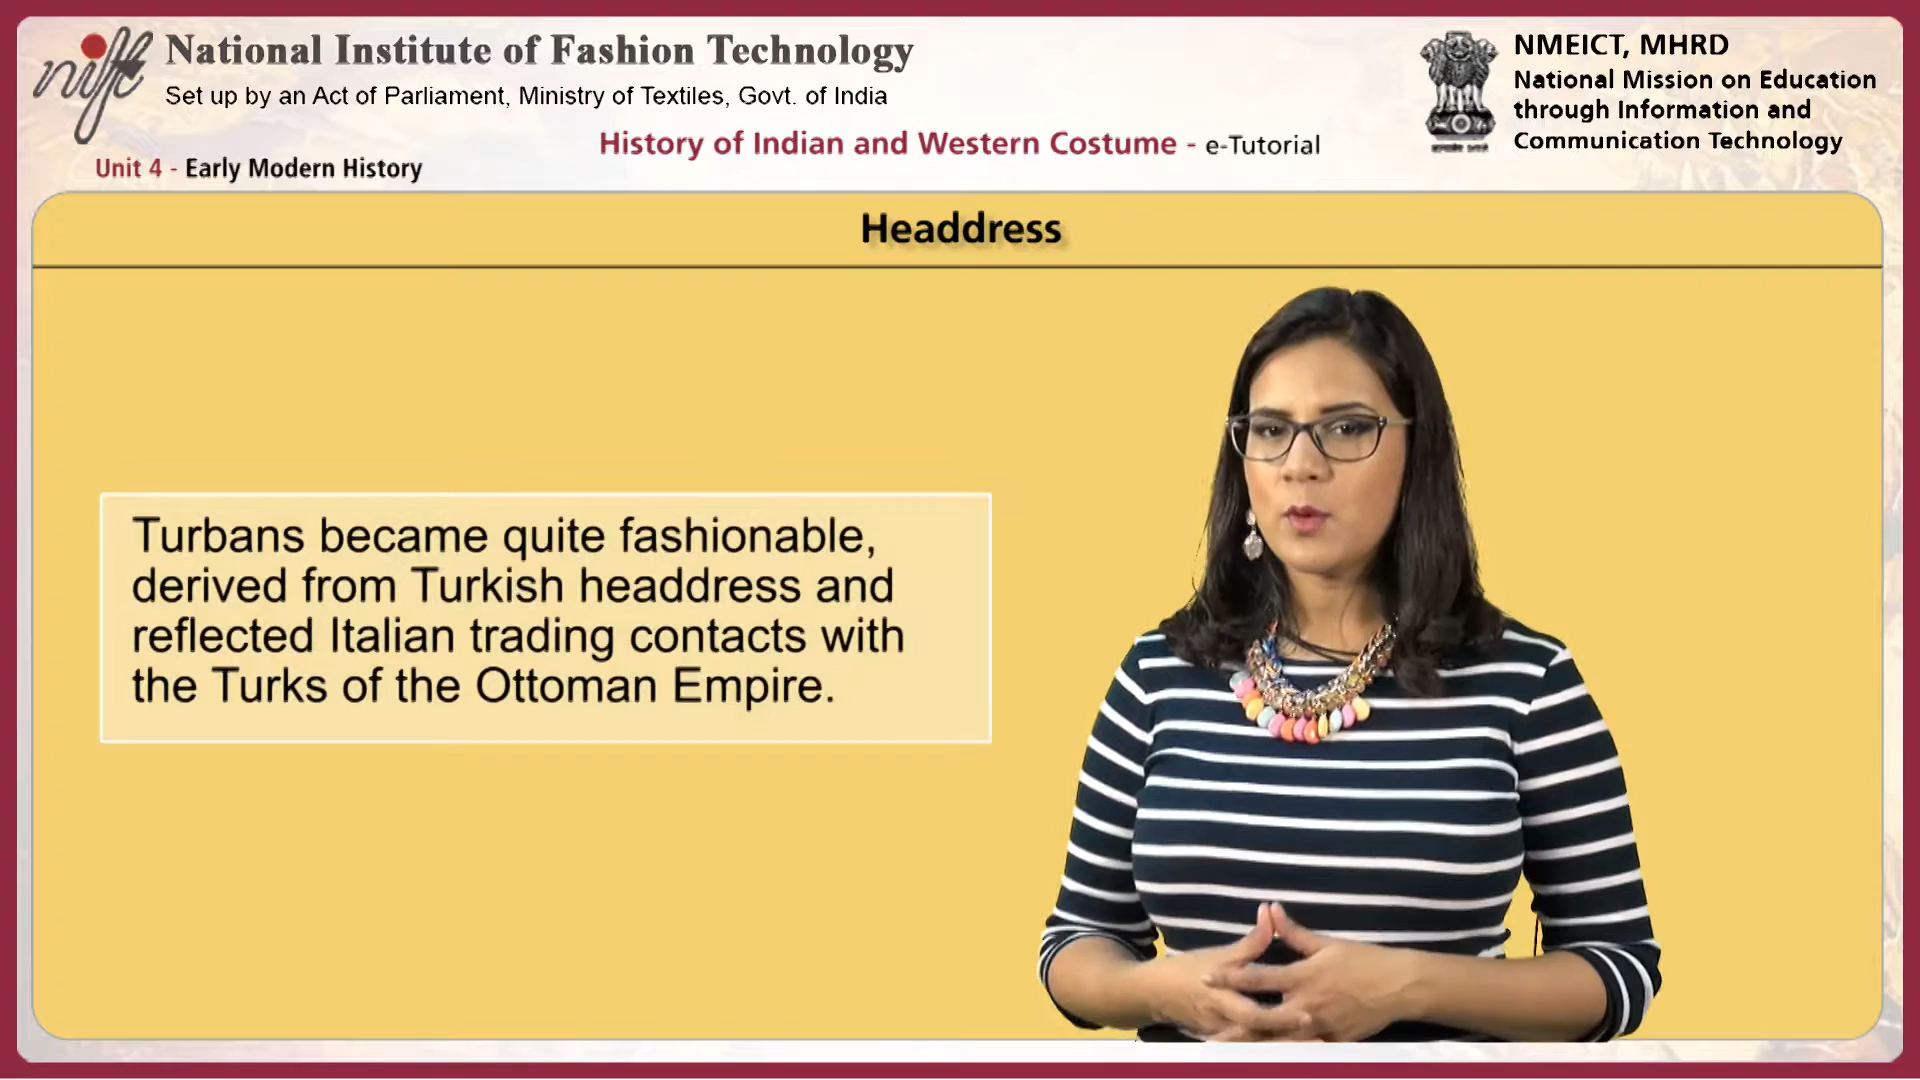 nift
National Institute of Fashion Technology
Set up by an Act of Parliament, Ministry of Textiles, Govt. of India
NMEICT, MHRD
National Mission on Education
through Information and
Communication Technology
History of Indian and Western Costume - e-Tutorial
Unit 4 - Early Modern History
Headdress
Turbans became quite fashionable,
derived from Turkish headdress and
reflected Italian trading contacts with
the Turks of the Ottoman Empire.